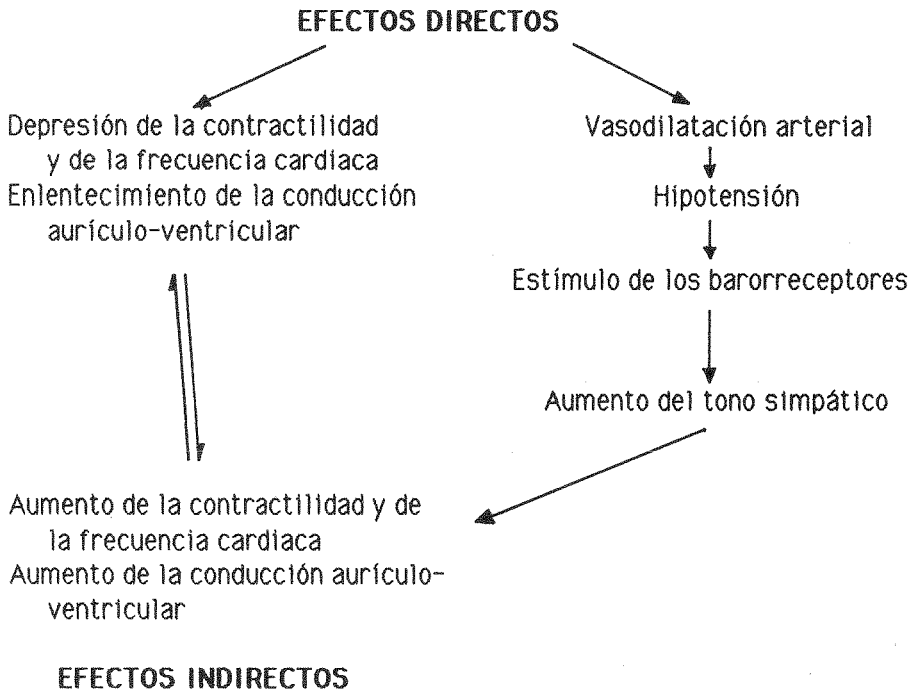 EFECTOS DIRECTOS
Depresión de la contractilidad
y de la frecuencia cardiaca
Enlentecimiento de la conducción
aurículo-ventricular
Vasodilatación arterial
Hipotensión
Estímulo de los barorreceptores
Aumento del tono simpático
Aumento de la contractilidad y de
la frecuencia cardiaca
Aumento de la conducción aurículo-
ventricular
EFECTOS INDIRECTOS